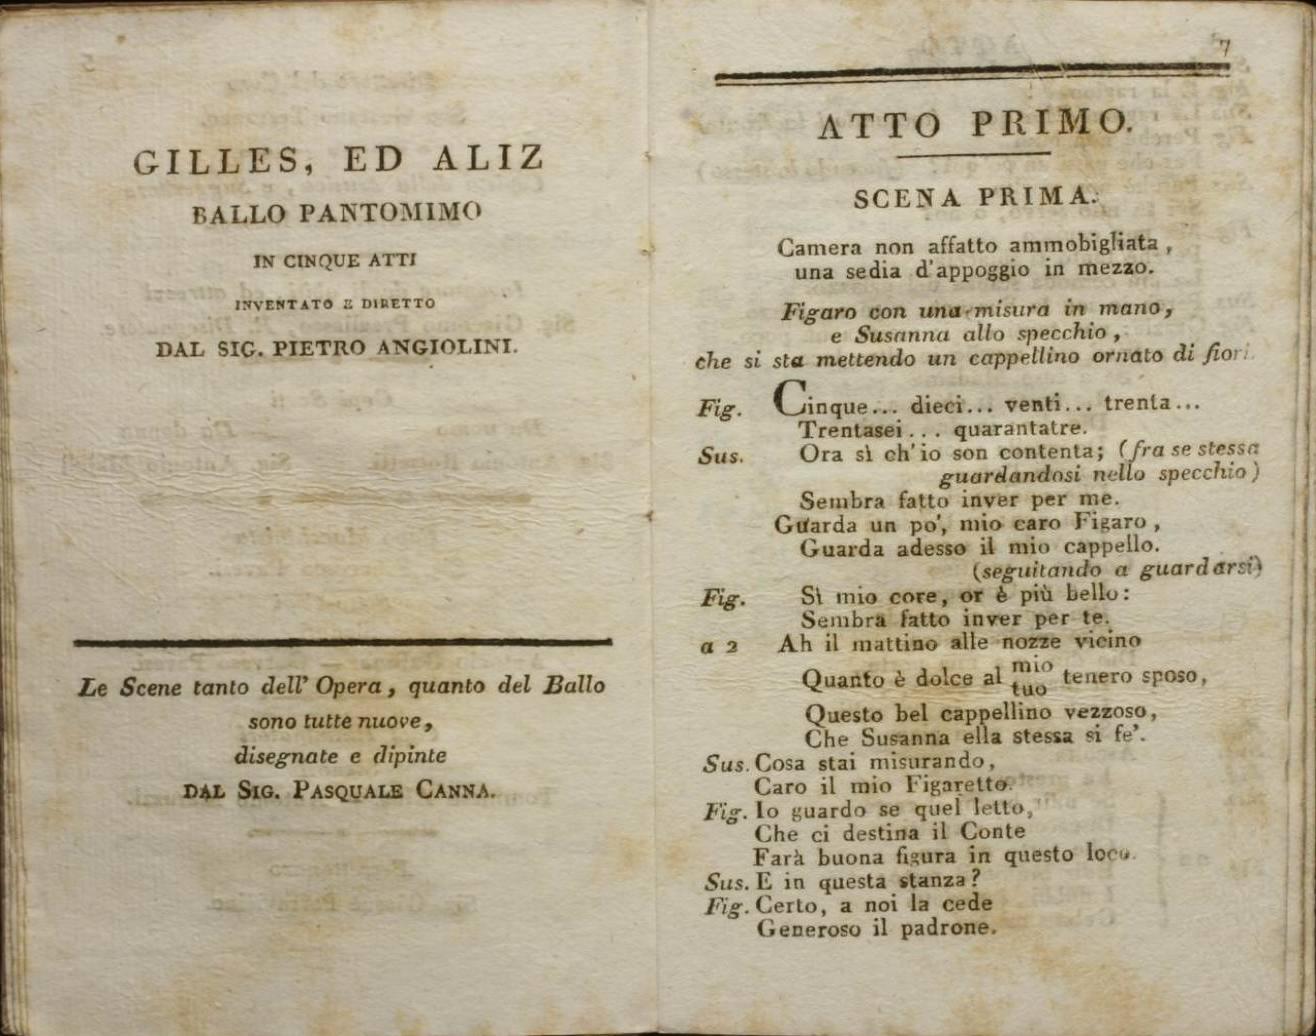 GILLES, ED ALIZ
BALLO PANTOMIMO
IN CINQUE ATTI
INVENTATO E DIRETTO
DAL SIG. PIETRO ANGIOLINI.
Le Scene tanto dell' Opera, quanto del Ballo
sono tutte nuove,
disegnate e dipinte
DAL SIG. PASQUALE CANNA.
7
ATTO PRIMO.
SCENA PRIMA.
Camera non affatto ammobigliata,
una sedia d'appoggio in mezzo.
Figaro con una misura in mano,
e Susanna allo specchio,
che si sta mettendo un cappellino ornato di fiori.
Fig. Cinque... dieci... venti... trenta...
Trentasei... quarantatre.
Sus. Ora sì ch'io son contenta; (fra se stessa
guardandosi nello specchio)
Sembra fatto inver per me.
Guarda un po', mio caro Figaro,
Guarda adesso il mio cappello.
(seguitando a guardarsi)
Fig. Sì mio core, or è più bello:
Sembra fatto inver per te.
a 2 Ah il mattino alle nozze vicino
Quanto è dolce al mio tenero sposo,
tuo
Questo bel cappellino vezzoso,
Che Susanna ella stessa si fe'.
Sus. Cosa stai misurando,
Caro il mio Figaretto.
Fig. Io guardo se quel letto,
Che ci destina il Conte
Farà buona figura in questo loco.
Sus. E in questa stanza?
Fig. Certo, a noi la cede
Generoso il padrone.